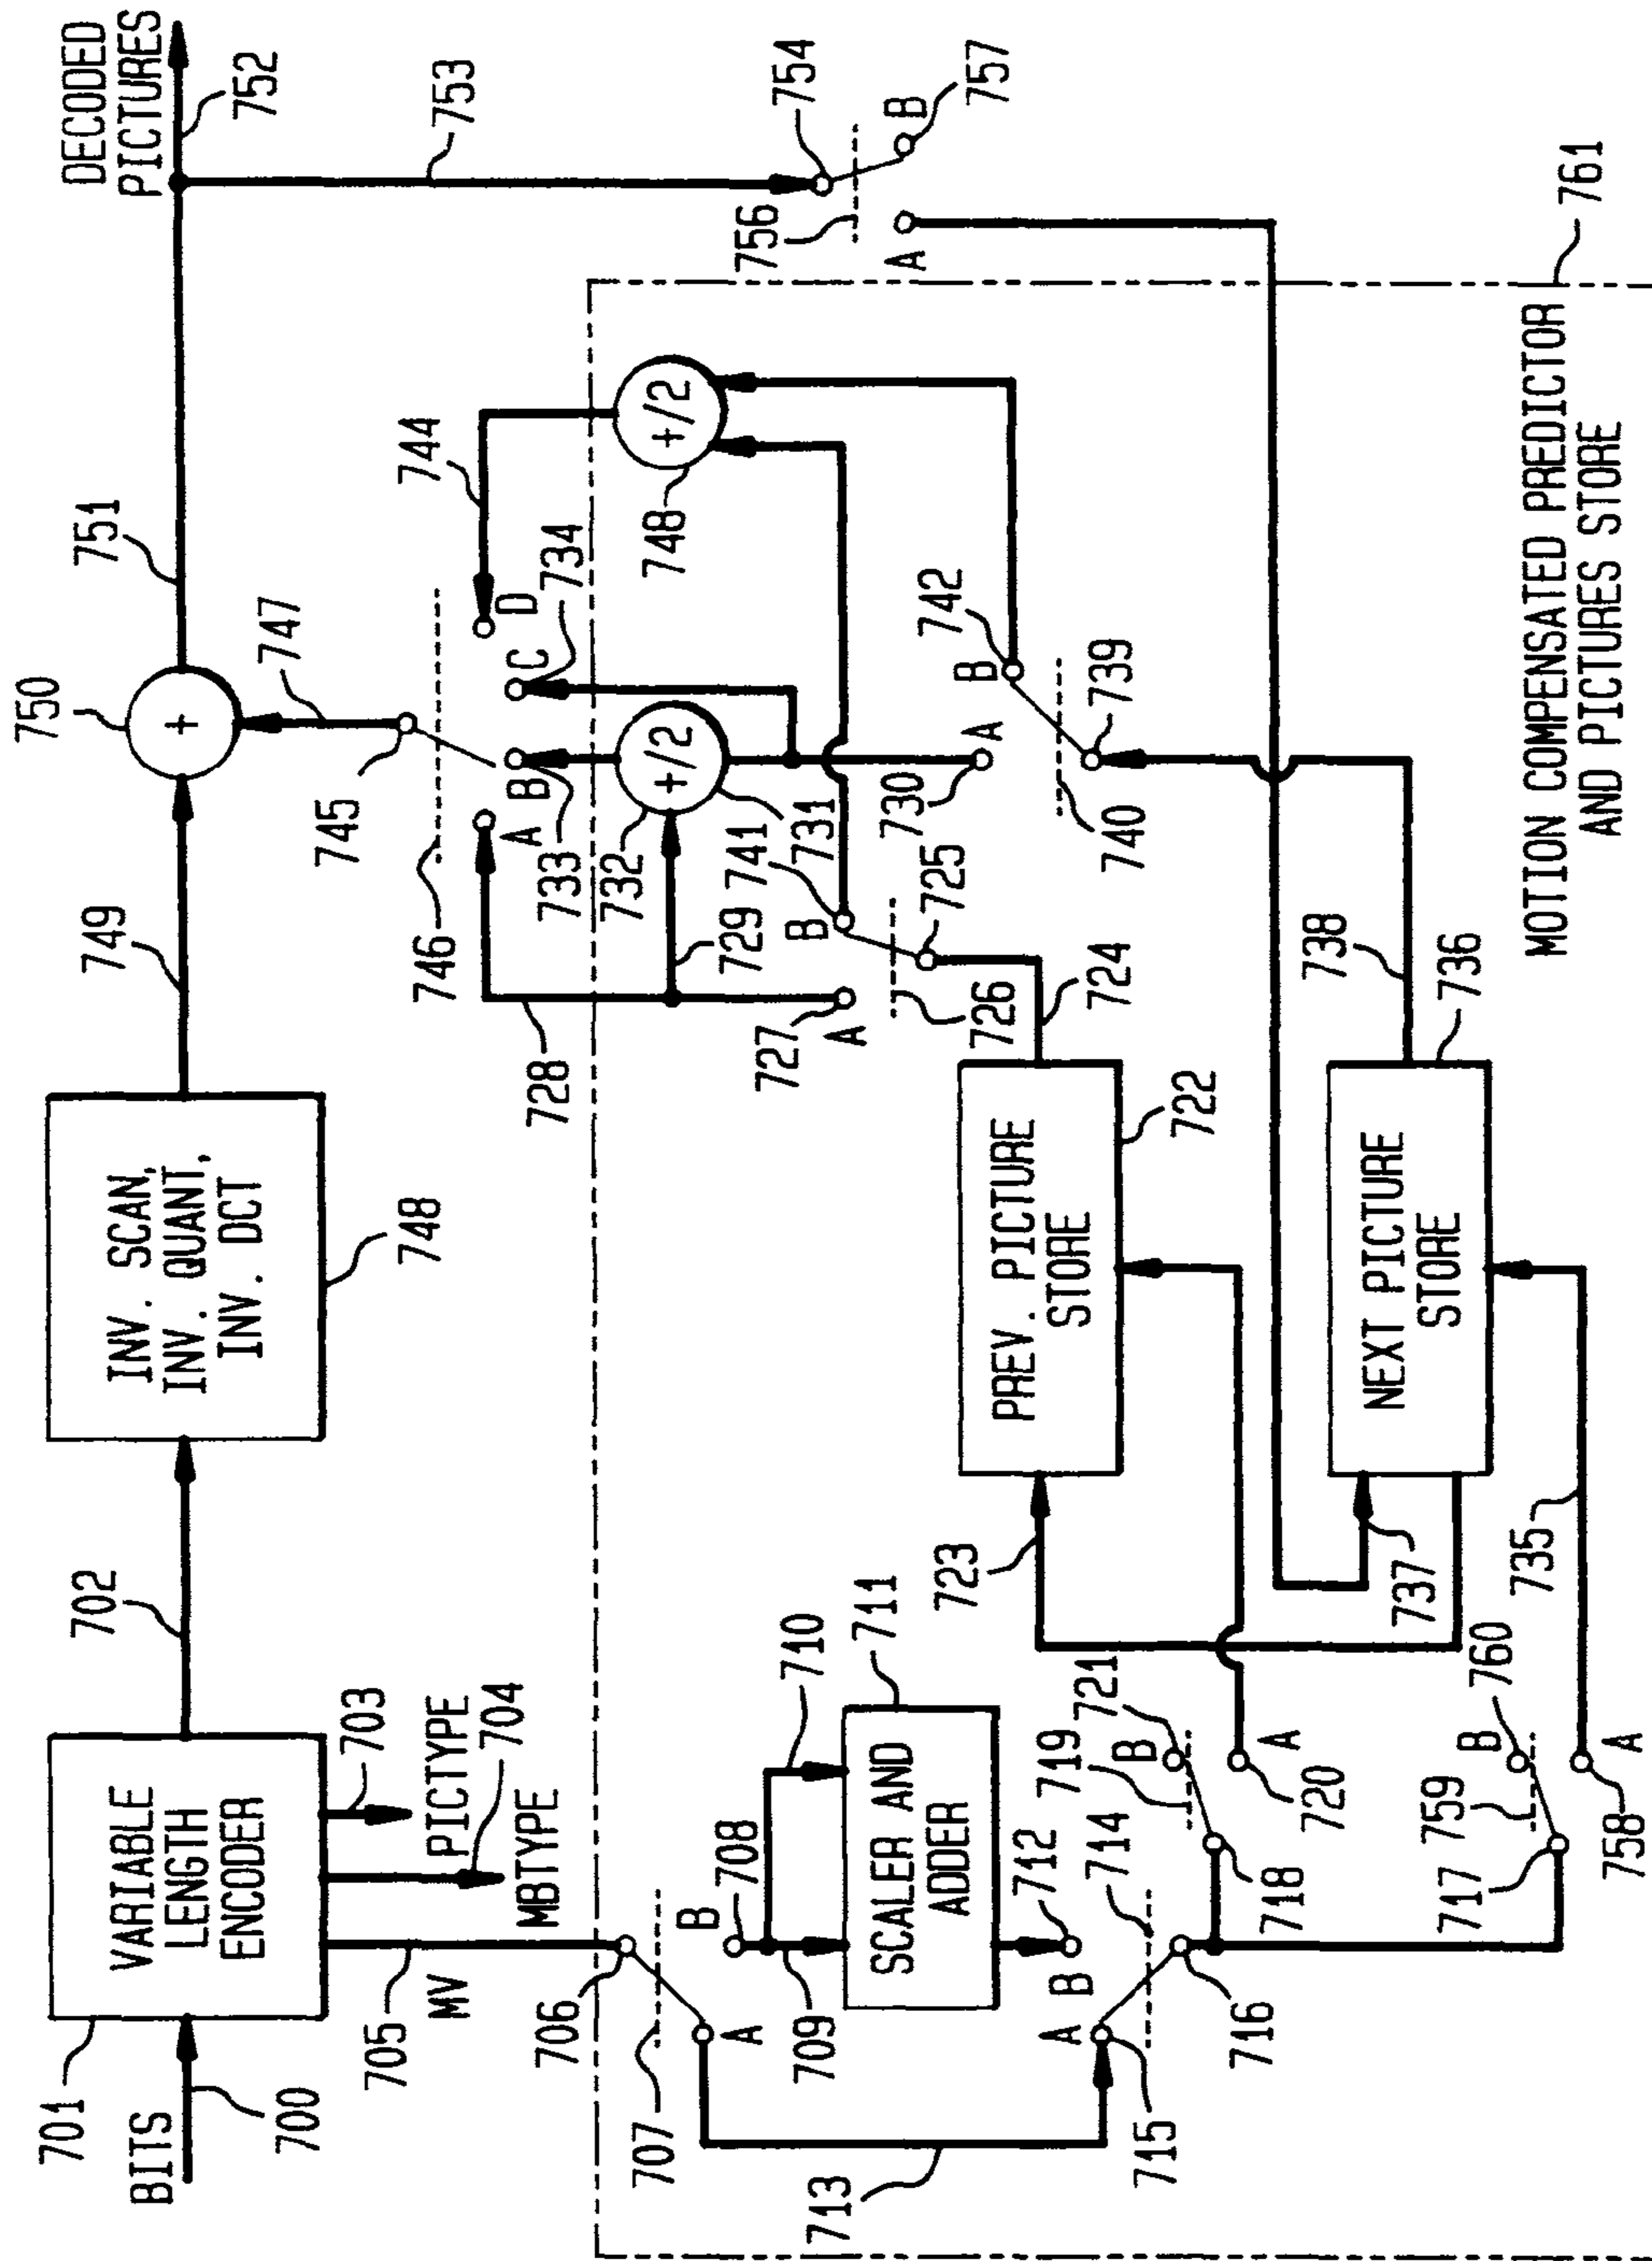 BITS
700
701
VARIABLE
LENGTH
ENCODER
702
703
PICTYPE
704
MBTYPE
705
MV
INV. SCAN,
INV. QUANT,
INV. DCT
748
749
750
+
751
747
DECODED
PICTURES
752
753
754
756
A
B
757
745
746
A
B
C
D
733
734
744
728
729
732
+/2
731
+/2
748
741
B
725
726
727
A
724
730
A
B
742
739
740
706
707
A
B
708
709
710
711
SCALER AND
ADDER
712
B
714
A
715
713
716
718
719
B
721
A
720
717
759
B
760
A
758
723
PREV. PICTURE
STORE
722
737
NEXT PICTURE
STORE
736
738
735
MOTION COMPENSATED PREDICTOR
AND PICTURES STORE
761